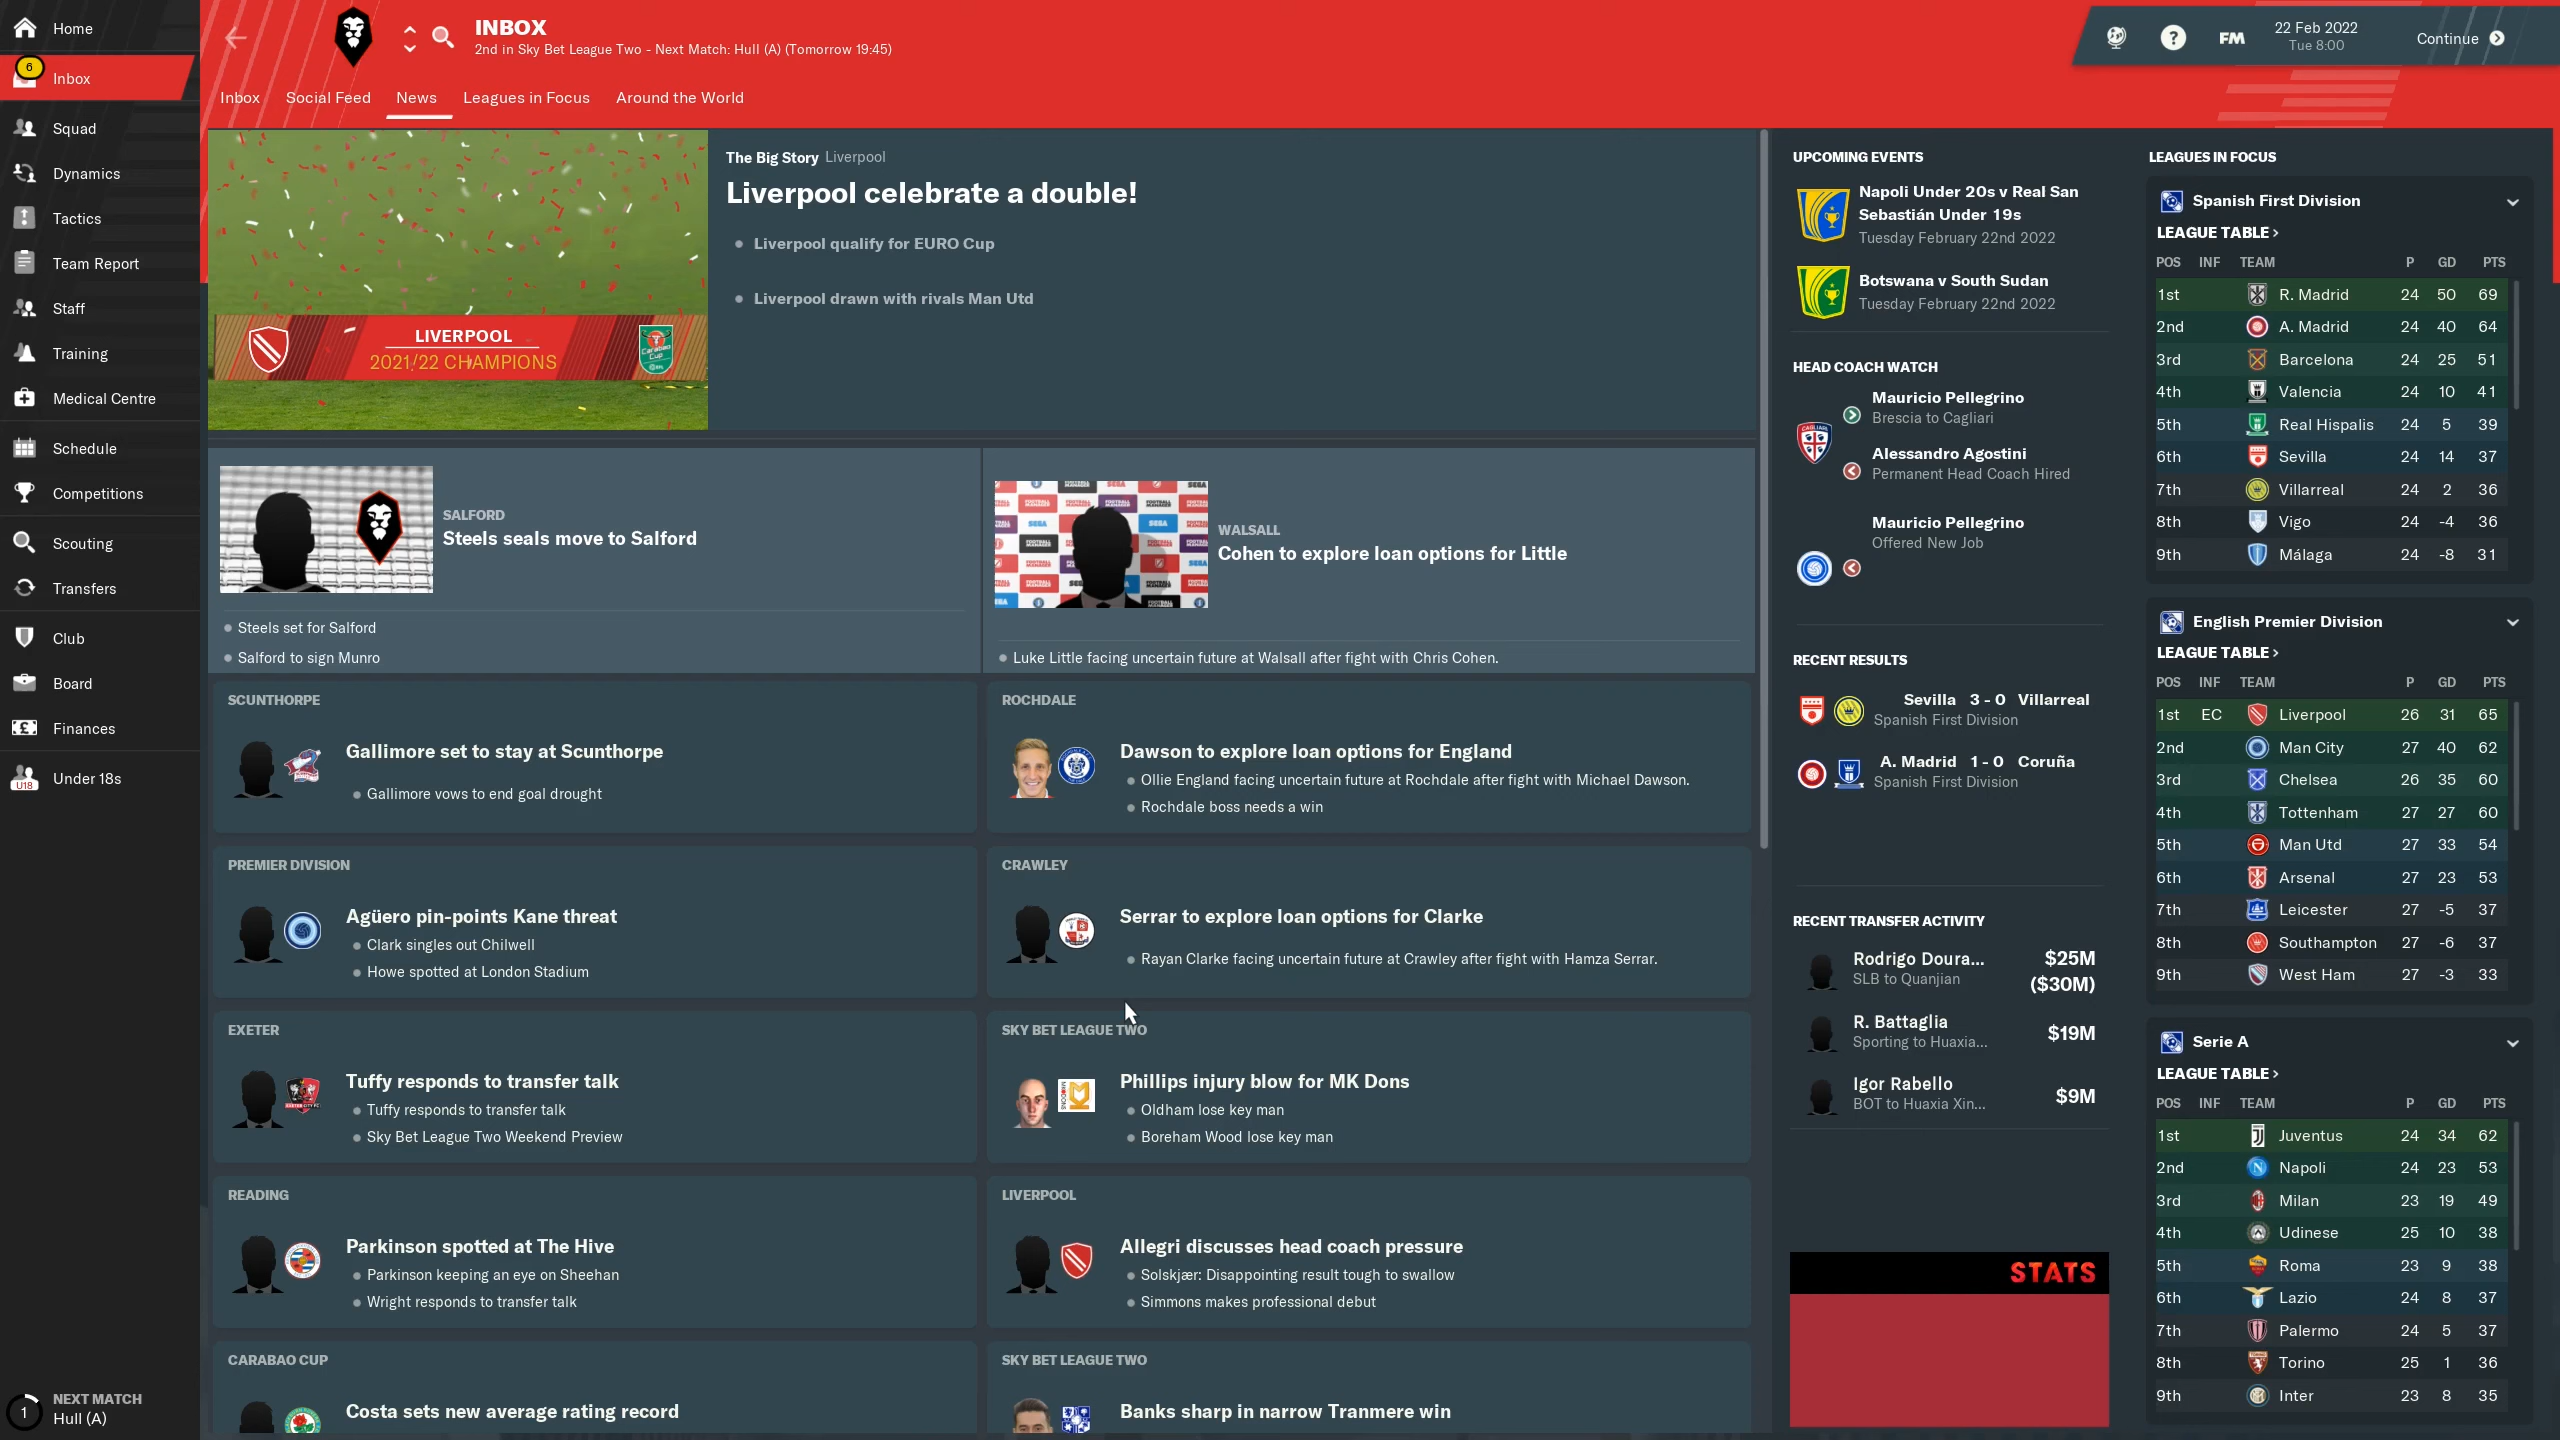 Home
6
Inbox
Squad
Dynamics
Tactics
Team Report
Staff
Training
Medical Centre
Schedule
Competitions
Scouting
Transfers
Club
Board
Finances
U18
Under 18s
1
NEXT MATCH
Hull (A)
INBOX
2nd in Sky Bet League Two - Next Match: Hull (A) (Tomorrow 19:45)
?
FM
22 Feb 2022
Tue 8:00
Continue
Inbox Social Feed News Leagues in Focus Around the World
LIVERPOOL
2021/22 CHAMPIONS
Carabao Cup
The Big Story Liverpool
Liverpool celebrate a double!
Liverpool qualify for EURO Cup
Liverpool drawn with rivals Man Utd
SALFORD
Steels seals move to Salford
Steels set for Salford
Salford to sign Munro
WALSALL
Cohen to explore loan options for Little
Luke Little facing uncertain future at Walsall after fight with Chris Cohen.
SCUNTHORPE
Gallimore set to stay at Scunthorpe
Gallimore vows to end goal drought
ROCHDALE
Dawson to explore loan options for England
Ollie England facing uncertain future at Rochdale after fight with Michael Dawson.
Rochdale boss needs a win
PREMIER DIVISION
Agüero pin-points Kane threat
Clark singles out Chilwell
Howe spotted at London Stadium
CRAWLEY
Serrar to explore loan options for Clarke
Rayan Clarke facing uncertain future at Crawley after fight with Hamza Serrar.
EXETER
Tuffy responds to transfer talk
Tuffy responds to transfer talk
Sky Bet League Two Weekend Preview
SKY BET LEAGUE TWO
Phillips injury blow for MK Dons
Oldham lose key man
Boreham Wood lose key man
READING
Parkinson spotted at The Hive
Parkinson keeping an eye on Sheehan
Wright responds to transfer talk
LIVERPOOL
Allegri discusses head coach pressure
Solskjær: Disappointing result tough to swallow
Simmons makes professional debut
CARABAO CUP
Costa sets new average rating record
SKY BET LEAGUE TWO
Banks sharp in narrow Tranmere win
UPCOMING EVENTS
Napoli Under 20s v Real San
Sebastián Under 19s
Tuesday February 22nd 2022
Botswana v South Sudan
Tuesday February 22nd 2022
HEAD COACH WATCH
Mauricio Pellegrino
Brescia to Cagliari
Alessandro Agostini
Permanent Head Coach Hired
Mauricio Pellegrino
Offered New Job
RECENT RESULTS
Sevilla 3 - 0 Villarreal
Spanish First Division
A. Madrid 1 - 0 Coruña
Spanish First Division
RECENT TRANSFER ACTIVITY
Rodrigo Doura... $25M
SLB to Quanjian ($30M)
R. Battaglia $19M
Sporting to Huaxia...
Igor Rabello $9M
BOT to Huaxia Xin...
STATS
LEAGUES IN FOCUS
Spanish First Division
LEAGUE TABLE >
POS INF TEAM P GD PTS
1st R. Madrid 24 50 69
2nd A. Madrid 24 40 64
3rd Barcelona 24 25 51
4th Valencia 24 10 41
5th Real Hispalis 24 5 39
6th Sevilla 24 14 37
7th Villarreal 24 2 36
8th Vigo 24 -4 36
9th Málaga 24 -8 31
English Premier Division
LEAGUE TABLE >
POS INF TEAM P GD PTS
1st EC Liverpool 26 31 65
2nd Man City 27 40 62
3rd Chelsea 26 35 60
4th Tottenham 27 27 60
5th Man Utd 27 33 54
6th Arsenal 27 23 53
7th Leicester 27 -5 37
8th Southampton 27 -6 37
9th West Ham 27 -3 33
Serie A
LEAGUE TABLE >
POS INF TEAM P GD PTS
1st Juventus 24 34 62
2nd Napoli 24 23 53
3rd Milan 23 19 49
4th Udinese 25 10 38
5th Roma 23 9 38
6th Lazio 24 8 37
7th Palermo 24 5 37
8th Torino 25 1 36
9th Inter 23 8 35